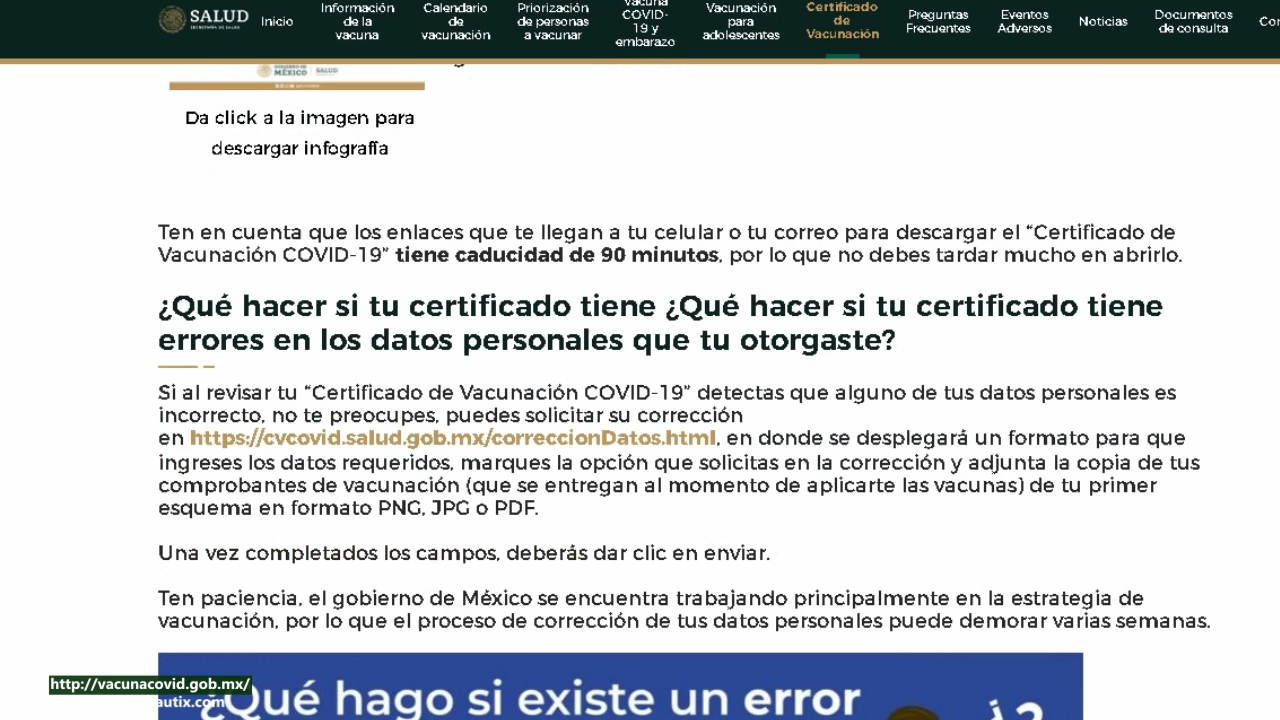 SALUD
SECRETARÍA DE SALUD
Inicio
Información
de la
vacuna
Calendario
de
vacunación
Priorización
de personas
a vacunar
Vacuna
COVID-
19 y
embarazo
Vacunación
para
adolescentes
Certificado
de
Vacunación
Preguntas
Frecuentes
Eventos
Adversos
Noticias
Documentos
de consulta
GOBIERNO DE
MÉXICO
SALUD
Da click a la imagen para
descargar infografía
Ten en cuenta que los enlaces que te llegan a tu celular o tu correo para descargar el “Certificado de
Vacunación COVID-19” tiene caducidad de 90 minutos, por lo que no debes tardar mucho en abrirlo.
¿Qué hacer si tu certificado tiene ¿Qué hacer si tu certificado tiene
errores en los datos personales que tu otorgaste?
Si al revisar tu “Certificado de Vacunación COVID-19” detectas que alguno de tus datos personales es
incorrecto, no te preocupes, puedes solicitar su corrección
en https://cvcovid.salud.gob.mx/correccionDatos.html, en donde se desplegará un formato para que
ingreses los datos requeridos, marques la opción que solicitas en la corrección y adjunta la copia de tus
comprobantes de vacunación (que se entregan al momento de aplicarte las vacunas) de tu primer
esquema en formato PNG, JPG o PDF.
Una vez completados los campos, deberás dar clic en enviar.
Ten paciencia, el gobierno de México se encuentra trabajando principalmente en la estrategia de
vacunación, por lo que el proceso de corrección de tus datos personales puede demorar varias semanas.
http://vacunacovid.gob.mx/
autix.com
¿Qué hago si existe un error